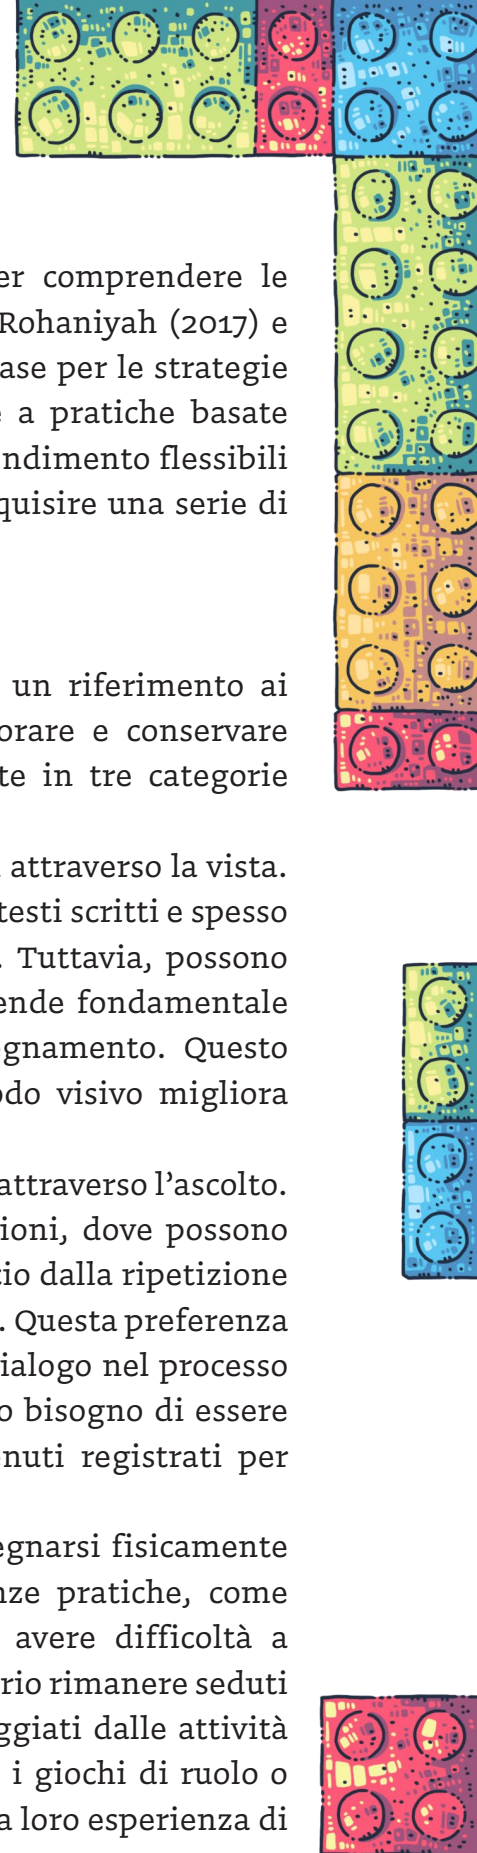 er comprendere le
Rohaniyah (2017) e
ase per le strategie
e a pratiche basate
ndimento flessibili
quisire una serie di
un riferimento ai
orare e conservare
te in tre categorie
attraverso la vista.
testi scritti e spesso
. Tuttavia, possono
ende fondamentale
egnamento. Questo
odo visivo migliora
attraverso l’ascolto.
ioni, dove possono
cio dalla ripetizione
. Questa preferenza
ialogo nel processo
o bisogno di essere
nuti registrati per
egnarsi fisicamente
nze pratiche, come
avere difficoltà a
rio rimanere seduti
ggiati dalle attività
i giochi di ruolo o
a loro esperienza di